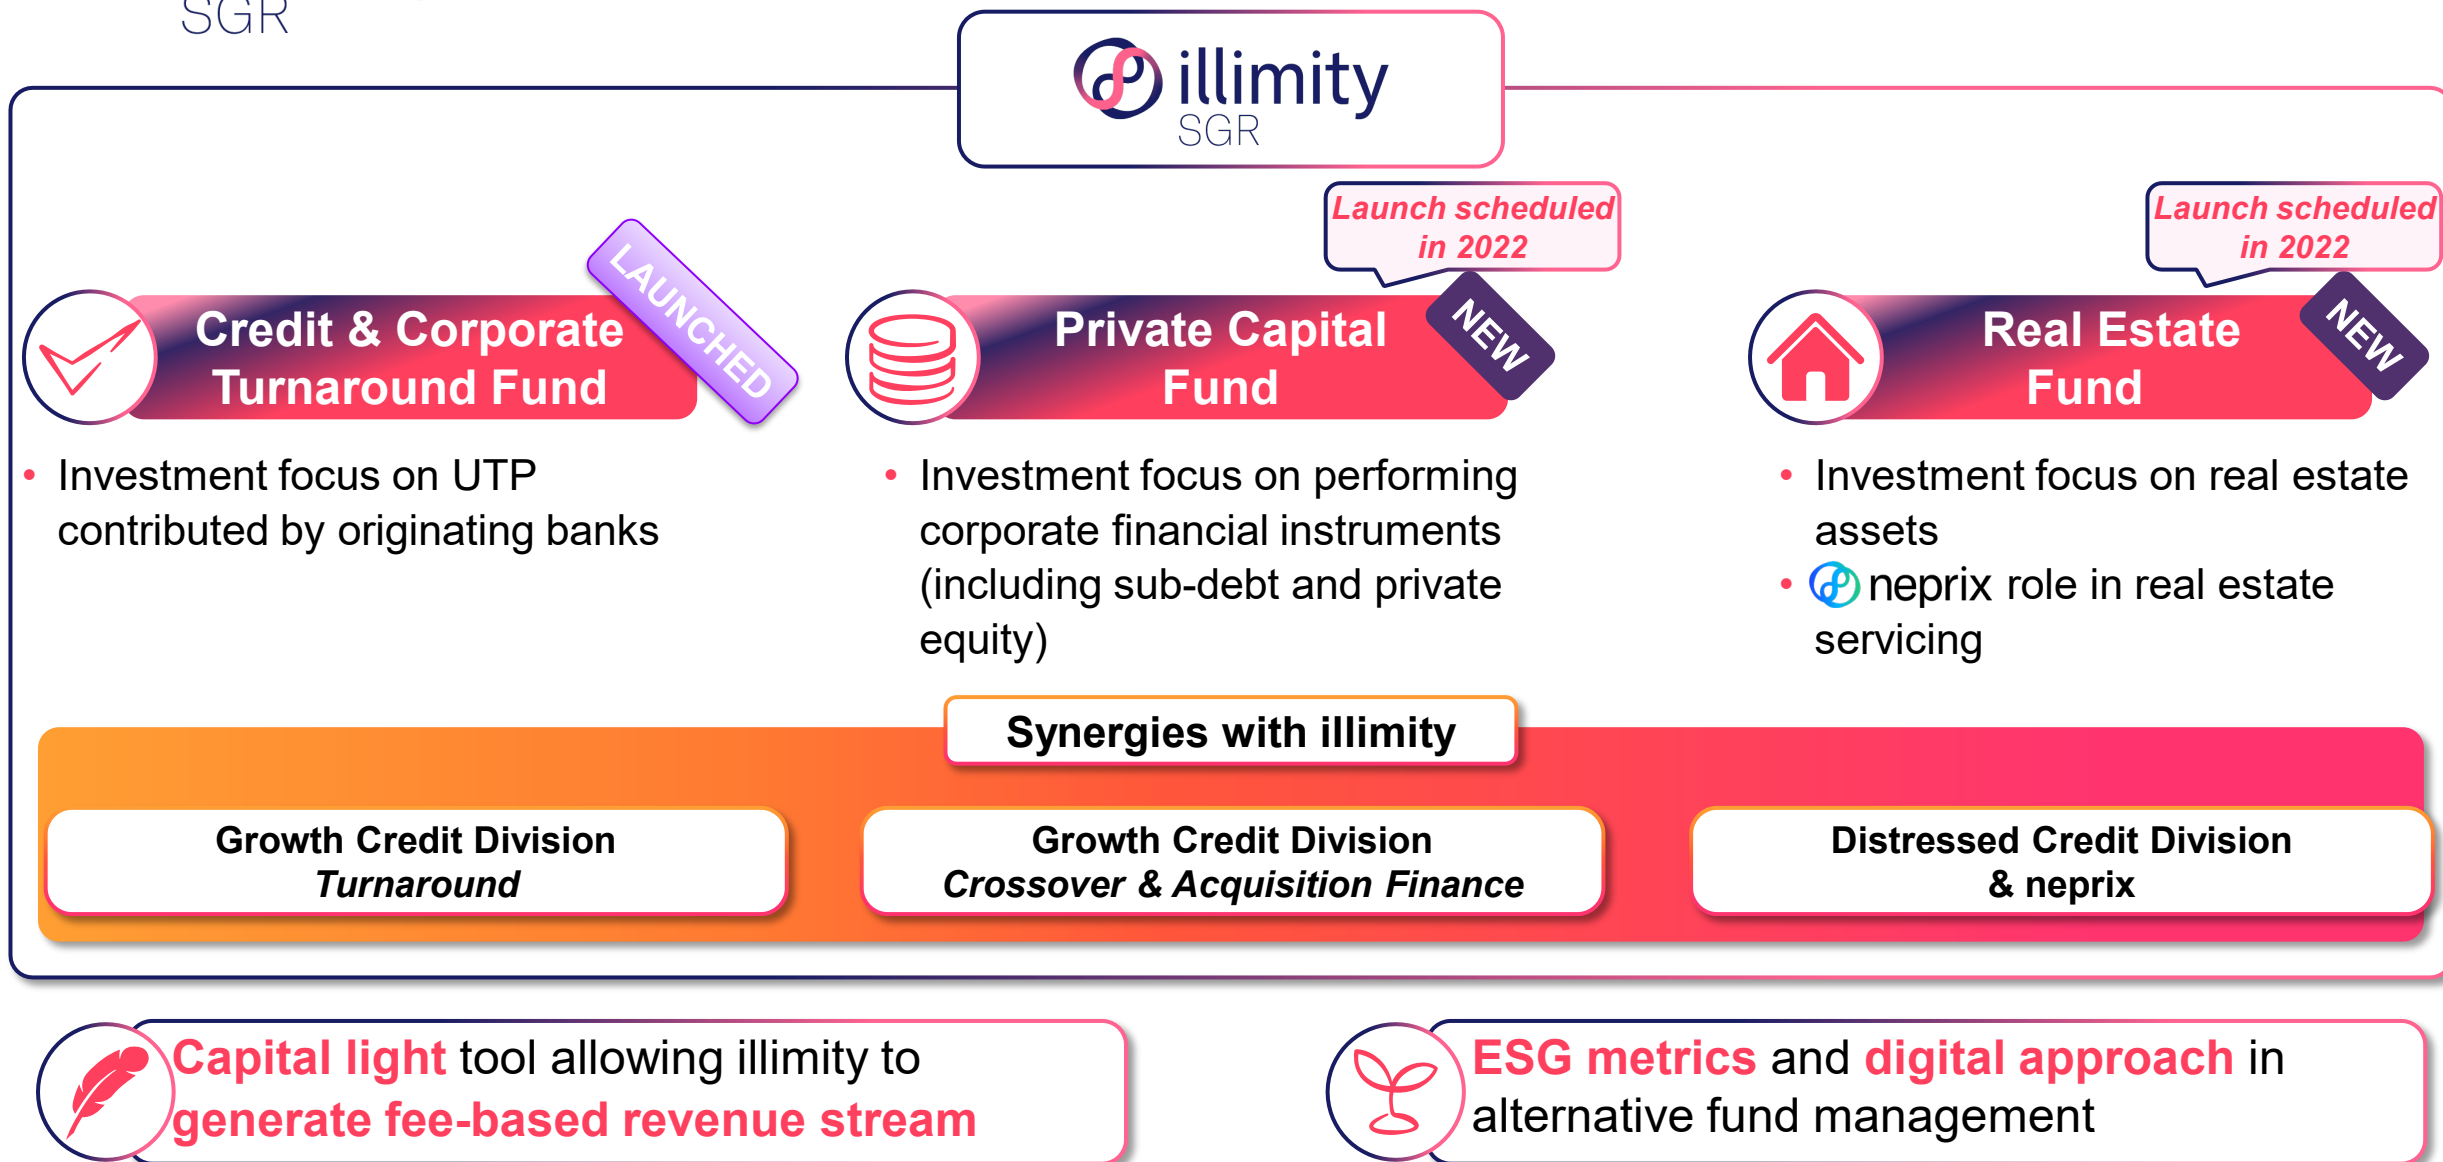 SGR
illimity
SGR
Launch scheduled
in 2022
Launch scheduled
in 2022
Credit & Corporate
Turnaround Fund
LAUNCHED
Private Capital
Fund
NEW
Real Estate
Fund
NEW
• Investment focus on UTP
contributed by originating banks
• Investment focus on performing
corporate financial instruments
(including sub-debt and private
equity)
• Investment focus on real estate
assets
• neprix role in real estate
servicing
Synergies with illimity
Growth Credit Division
Turnaround
Growth Credit Division
Crossover & Acquisition Finance
Distressed Credit Division
& neprix
Capital light tool allowing illimity to
generate fee-based revenue stream
ESG metrics and digital approach in
alternative fund management